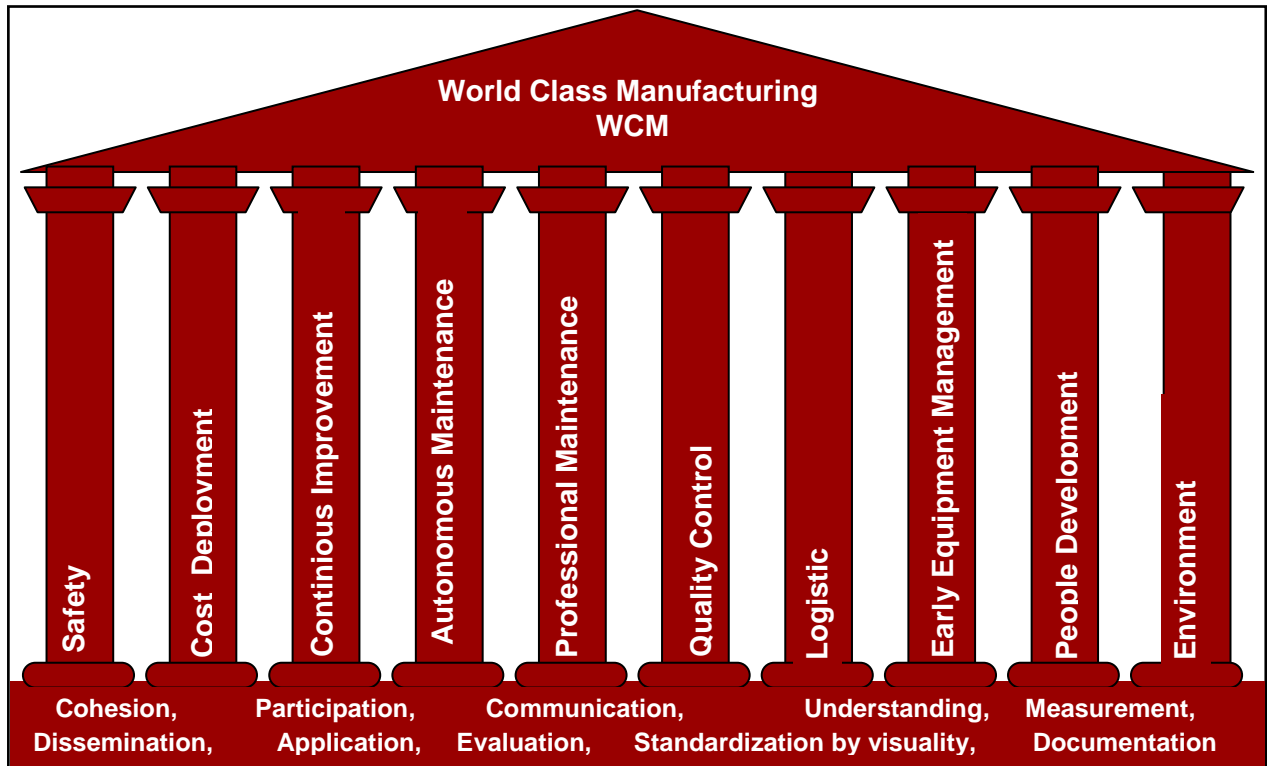 World Class Manufacturing
WCM
Safety
Cost Deployment
Continious Improvement
Autonomous Maintenance
Professional Maintenance
Quality Control
Logistic
Early Equipment Management
People Development
Environment
Cohesion, Participation, Communication, Understanding, Measurement,
Dissemination, Application, Evaluation, Standardization by visuality, Documentation